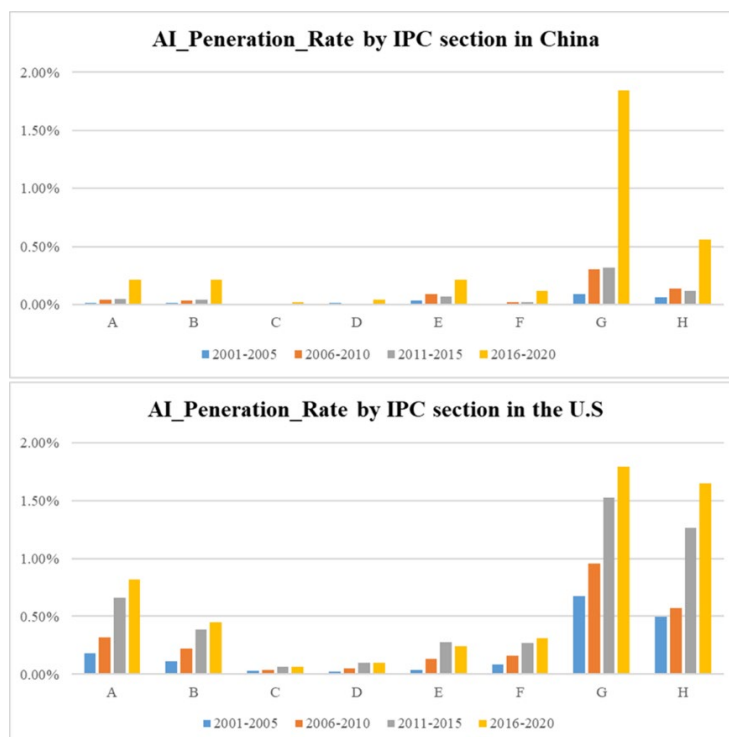 AI_Peneration_Rate by IPC section in China
2.00%
1.50%
1.00%
0.50%
0.00%
A B C D E F G H
2001-2005 2006-2010 2011-2015 2016-2020
AI_Peneration_Rate by IPC section in the U.S
2.00%
1.50%
1.00%
0.50%
0.00%
A B C D E F G H
2001-2005 2006-2010 2011-2015 2016-2020